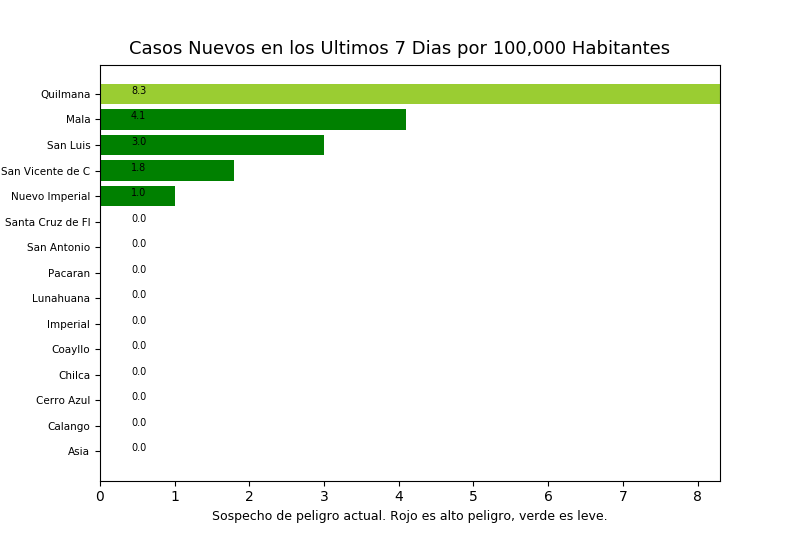 Casos Nuevos en los Ultimos 7 Dias por 100,000 Habitantes
Quilmana 8.3
Mala 4.1
San Luis 3.0
San Vicente de C 1.8
Nuevo Imperial 1.0
Santa Cruz de Fl 0.0
San Antonio 0.0
Pacaran 0.0
Lunahuana 0.0
Imperial 0.0
Coayllo 0.0
Chilca 0.0
Cerro Azul 0.0
Calango 0.0
Asia 0.0
0 1 2 3 4 5 6 7 8
Sospecho de peligro actual. Rojo es alto peligro, verde es leve.